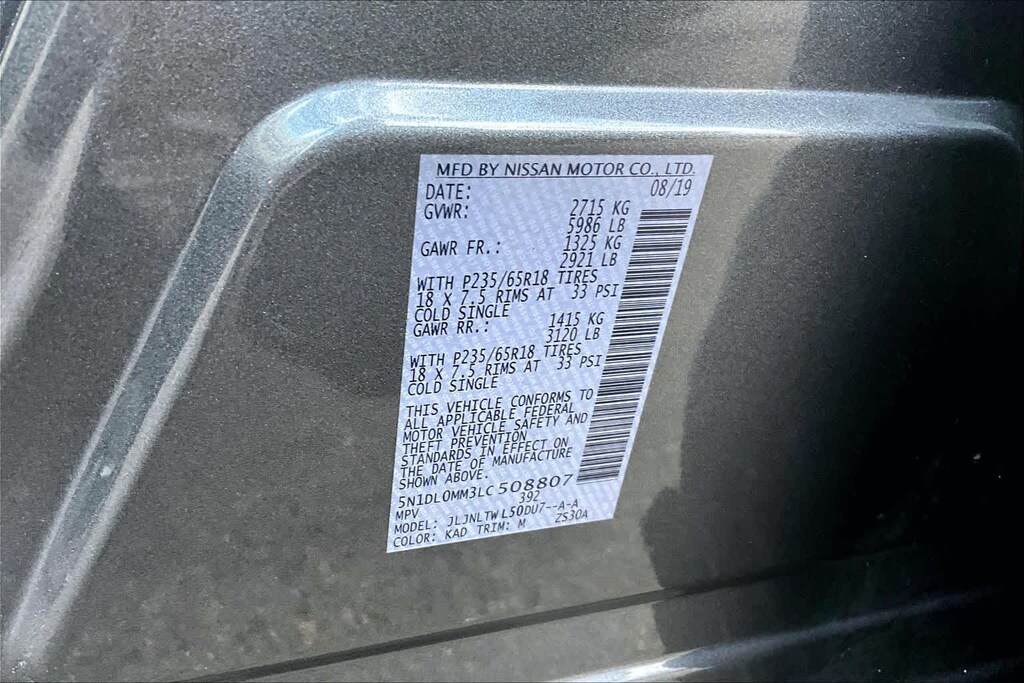 MFD BY NISSAN MOTOR CO., LTD.
DATE: 08/19
GVWR: 2715 KG
5986 LB
GAWR FR.: 1325 KG
2921 LB
WITH P235/65R18 TIRES
18 X 7.5 RIMS AT 33 PSI
COLD SINGLE
GAWR RR.: 1415 KG
3120 LB
WITH P235/65R18 TIRES
18 X 7.5 RIMS AT 33 PSI
COLD SINGLE
THIS VEHICLE CONFORMS TO
ALL APPLICABLE FEDERAL
MOTOR VEHICLE SAFETY AND
THEFT PREVENTION
STANDARDS IN EFFECT ON
THE DATE OF MANUFACTURE
SHOWN ABOVE.
5N1DL0MM3LC508807
MPV 392
MODEL: JLJNLTWL50DU7--A-A
COLOR: KAD TRIM: M ZS30A